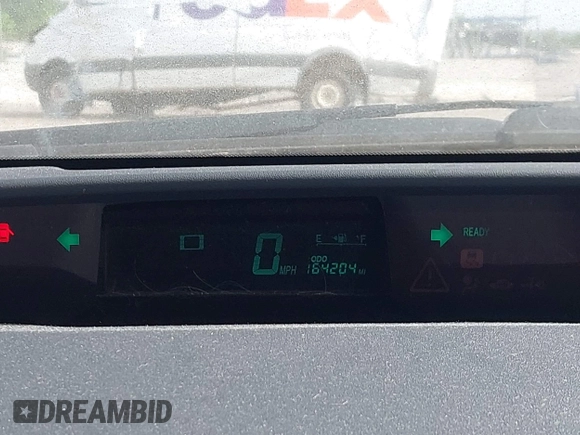 FedEx
E F
0 MPH
ODO
164204 MI
READY
DREAMBID